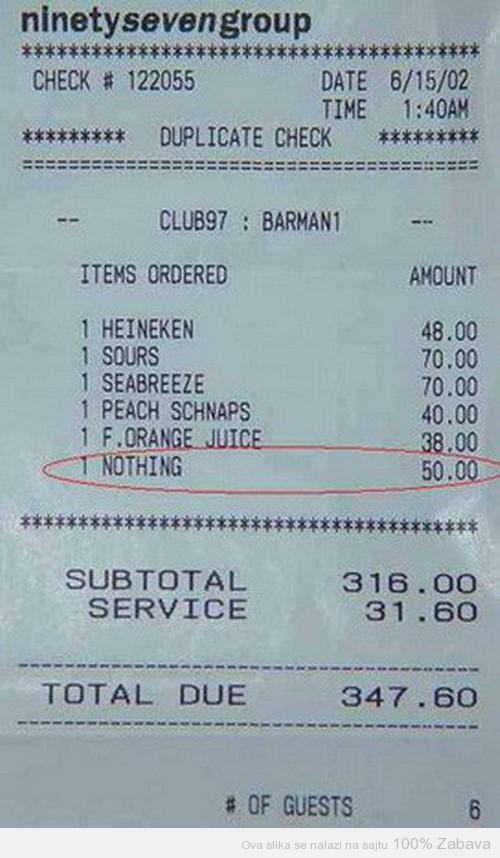 ninetysevengroup
****************************************
CHECK # 122055 DATE 6/15/02
TIME 1:40AM
********* DUPLICATE CHECK *********
========================================
-- CLUB97 : BARMAN1 --
ITEMS ORDERED AMOUNT
1 HEINEKEN 48.00
1 SOURS 70.00
1 SEABREEZE 70.00
1 PEACH SCHNAPS 40.00
1 F.ORANGE JUICE 38.00
1 NOTHING 50.00
****************************************
SUBTOTAL 316.00
SERVICE 31.60
----------------------------------------
TOTAL DUE 347.60
----------------------------------------
# OF GUESTS 6
Ova slika se nalazi na sajtu 100% Zabava